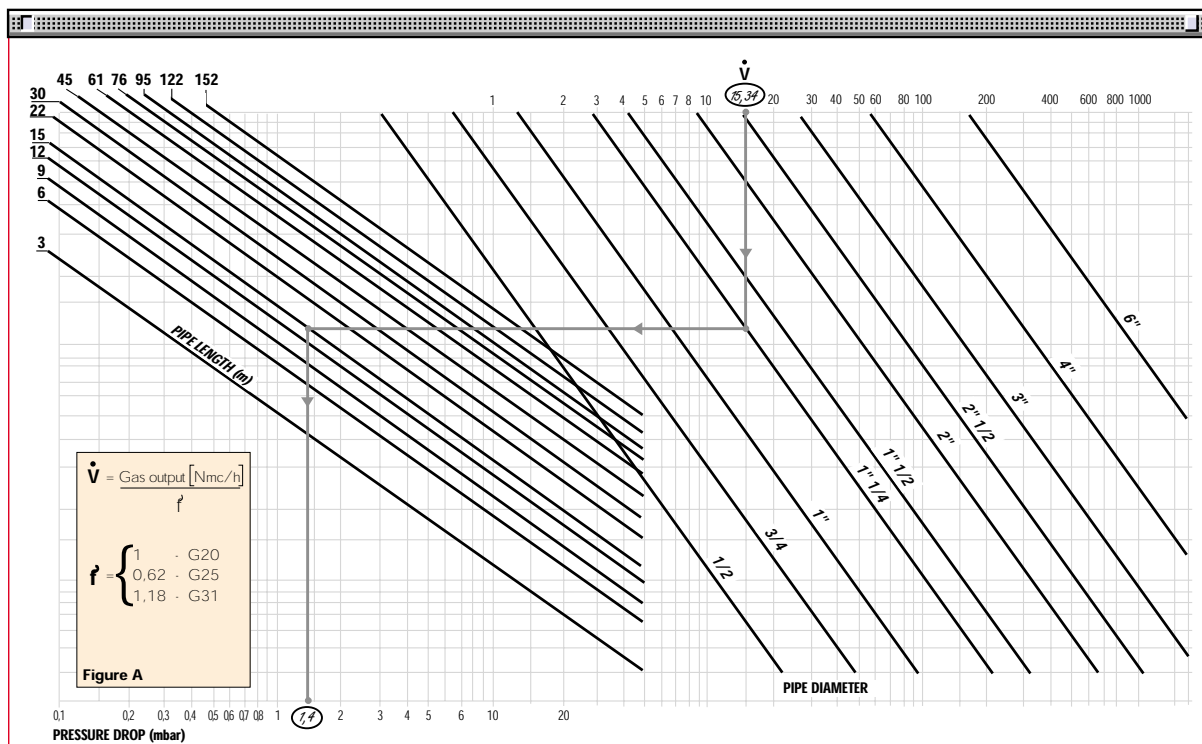 45 61 76 95 122 152
30
22
15
12
9
6
3
V̇
15,34
1 2 3 4 5 6 7 8 10 20 30 40 50 60 80 100 200 400 600 800 1000
PIPE LENGTH (m)
6"
4"
3"
2" 1/2
2"
1" 1/2
1" 1/4
1"
3/4
1/2
V̇ = Gas output [Nmc/h]
f
f = { 1 - G20
0,62 - G25
1,18 - G31
Figure A
PIPE DIAMETER
0,1 0,2 0,3 0,4 0,5 0,6 0,7 0,8 1 1,4 2 3 4 5 6 10 20
PRESSURE DROP (mbar)